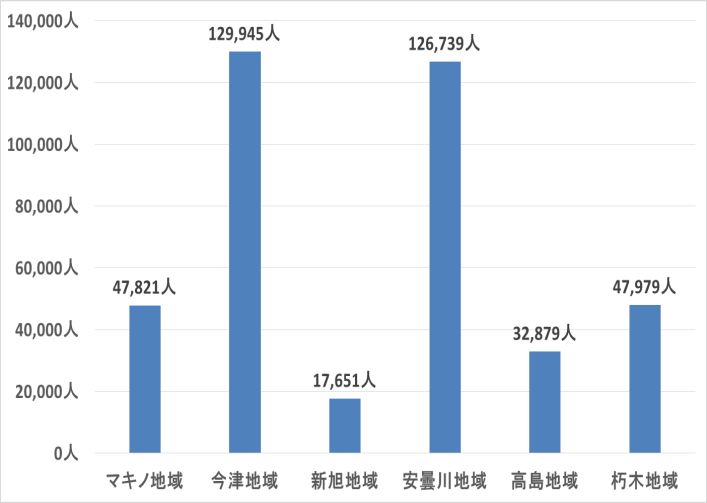 140,000人
120,000人
100,000人
80,000人
60,000人
40,000人
20,000人
0人
47,821人
129,945人
17,651人
126,739人
32,879人
47,979人
マキノ地域
今津地域
新旭地域
安曇川地域
高島地域
朽木地域